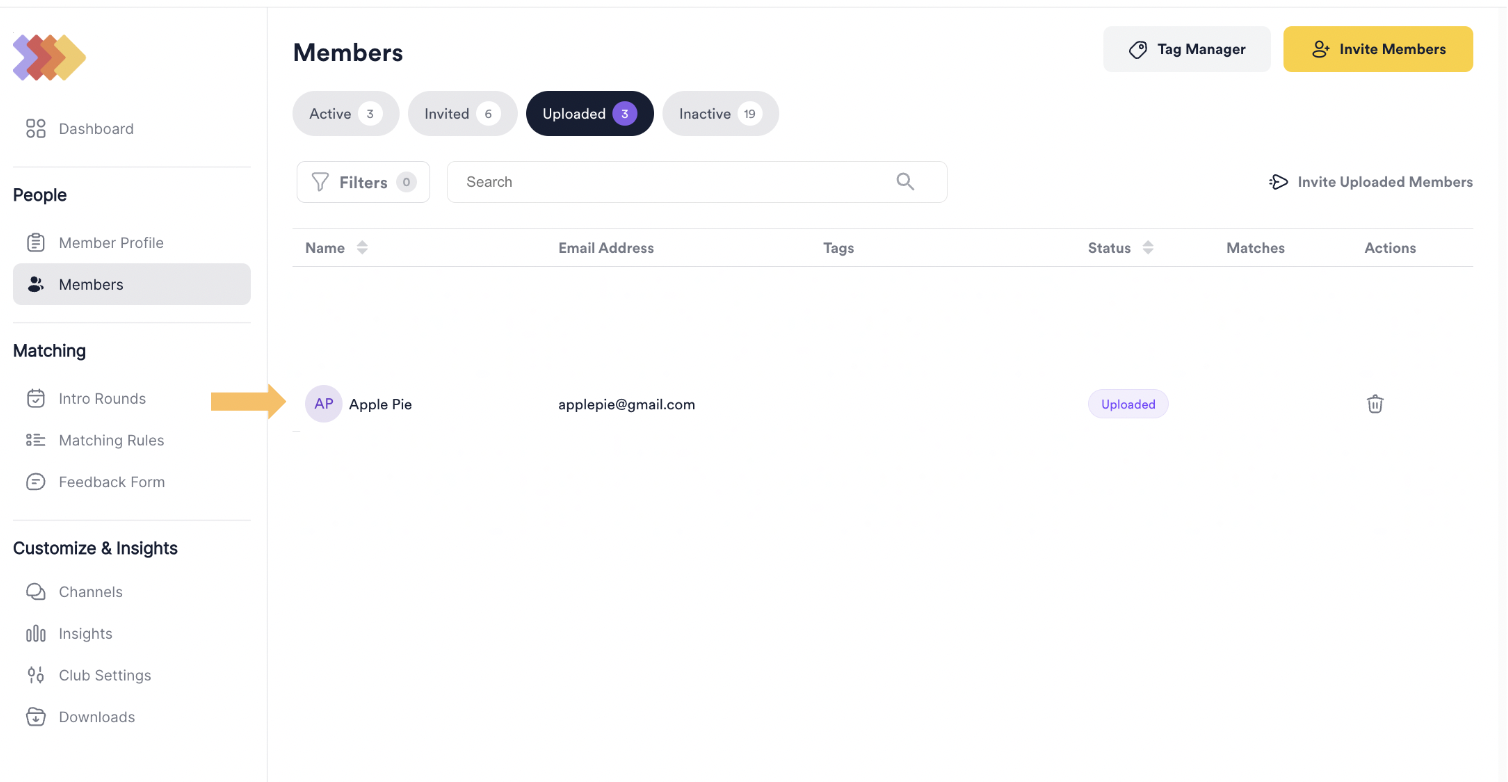 Dashboard
People
Member Profile
Members
Matching
Intro Rounds
Matching Rules
Feedback Form
Customize & Insights
Channels
Insights
Club Settings
Downloads
Members
Tag Manager
Invite Members
Active 3
Invited 6
Uploaded 3
Inactive 19
Filters 0
Search
Invite Uploaded Members
Name Email Address Tags Status Matches Actions
AP Apple Pie applepie@gmail.com Uploaded